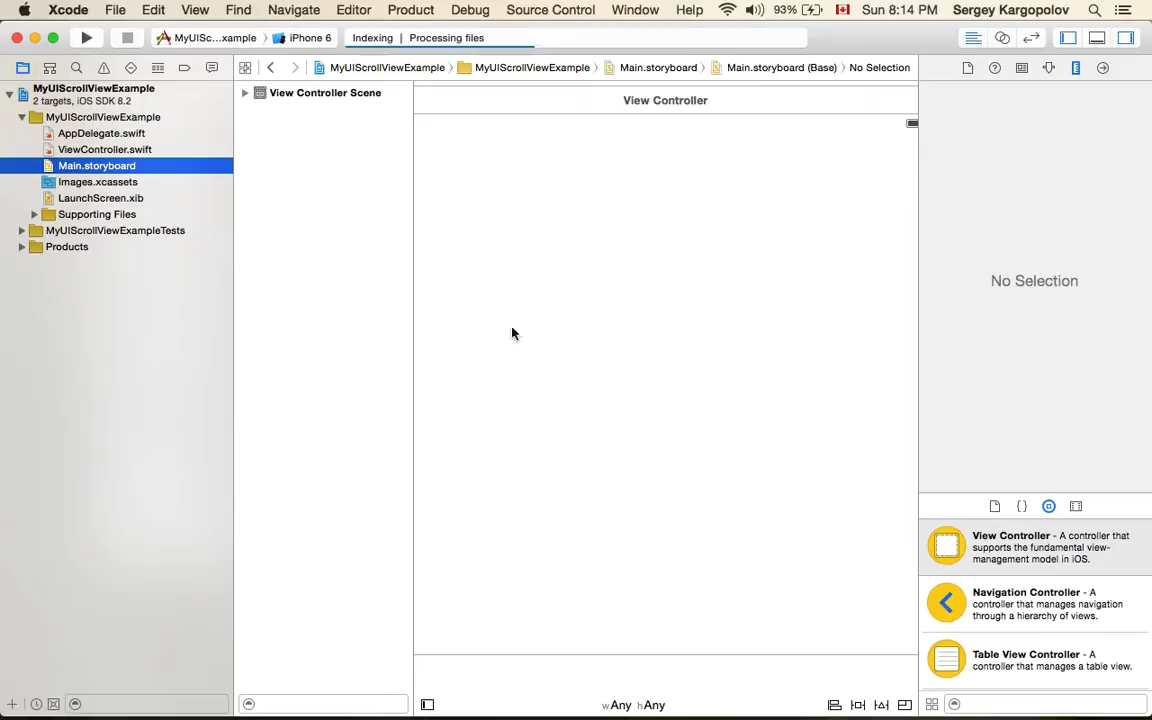 Xcode File Edit View Find Navigate Editor Product Debug Source Control Window Help 93% Sun 8:14 PM Sergey Kargopolov
MyUISc...xample iPhone 6 Indexing | Processing files
MyUIScrollViewExample MyUIScrollViewExample Main.storyboard Main.storyboard (Base) No Selection
MyUIScrollViewExample
2 targets, iOS SDK 8.2
MyUIScrollViewExample
AppDelegate.swift
ViewController.swift
Main.storyboard
Images.xcassets
LaunchScreen.xib
Supporting Files
MyUIScrollViewExampleTests
Products
View Controller Scene
View Controller
wAny hAny
No Selection
View Controller - A controller that
supports the fundamental view-
management model in iOS.
Navigation Controller - A
controller that manages navigation
through a hierarchy of views.
Table View Controller - A
controller that manages a table view.